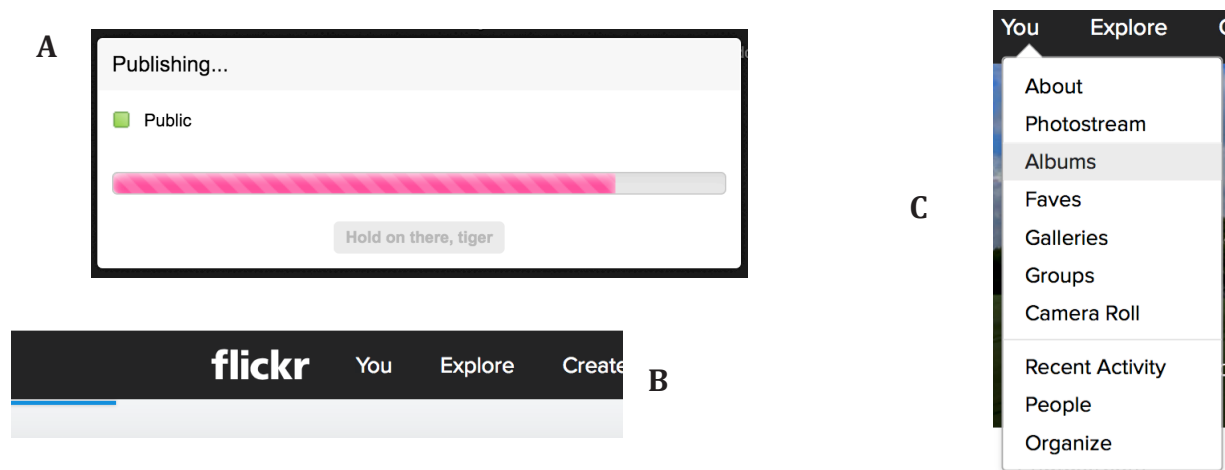 A
Publishing...
Public
Hold on there, tiger
flickr You Explore Create
B
C
You Explore
About
Photostream
Albums
Faves
Galleries
Groups
Camera Roll
Recent Activity
People
Organize